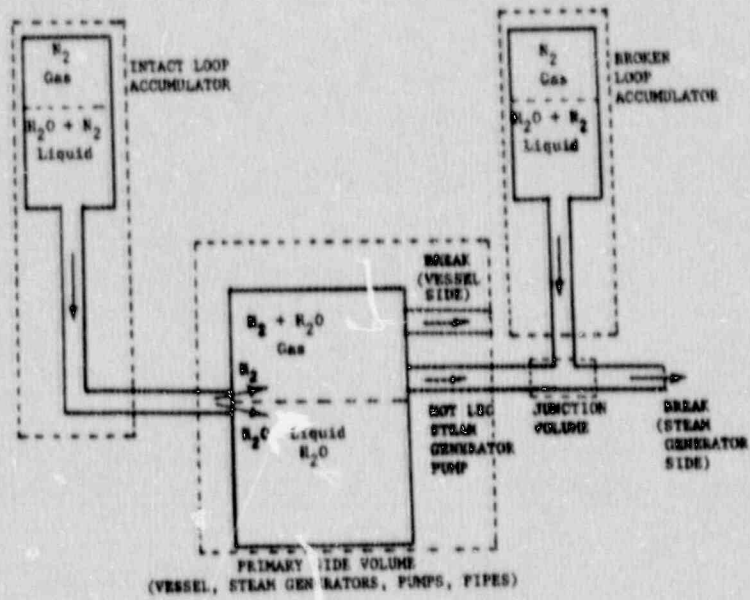 N2
Gas
H2O + N2
Liquid
INTACT LOOP
ACCUMULATOR
N2
Gas
H2O + N2
Liquid
BROKEN
LOOP
ACCUMULATOR
BREAK
(VESSEL
SIDE)
N2 + H2O
Gas
N2
H2O Liquid
H2O
HOT LEG
STEAM
GENERATOR
PUMP
JUNCTION
VOLUME
BREAK
(STEAM
GENERATOR
SIDE)
PRIMARY SIDE VOLUME
(VESSEL, STEAM GENERATORS, PUMPS, PIPES)